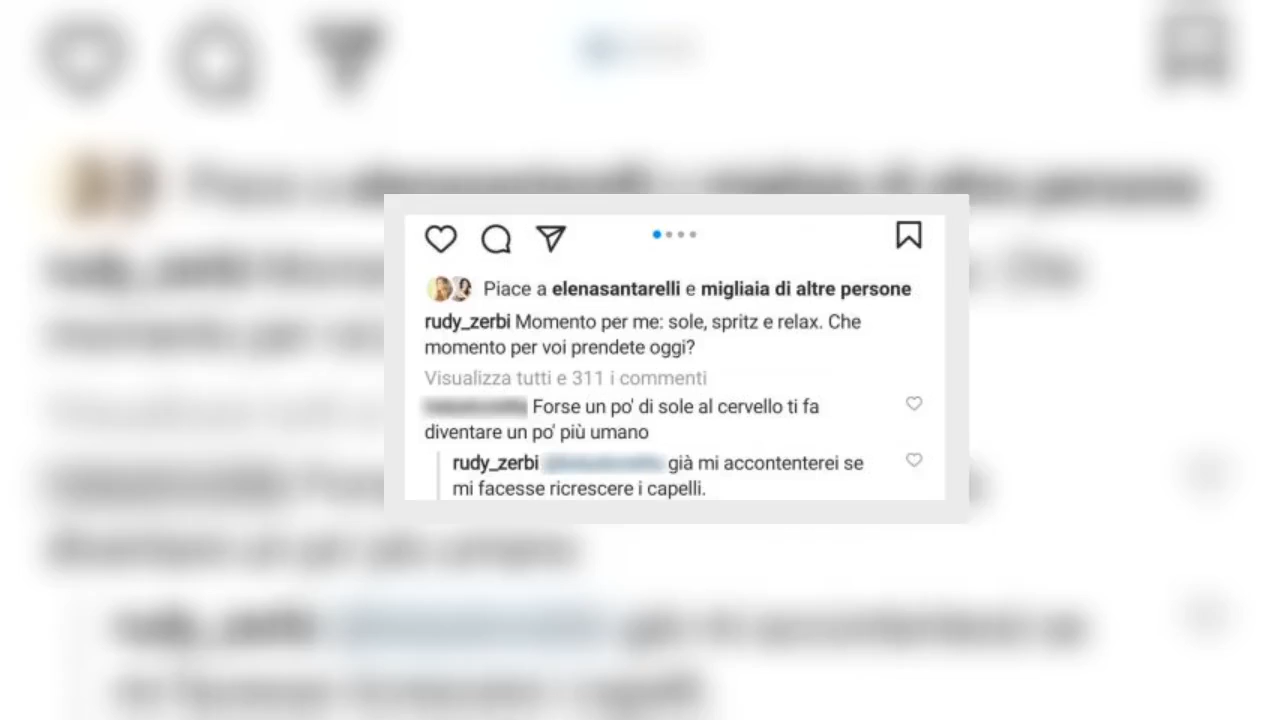 Piace a elenasantarelli e migliaia di altre persone
rudy_zerbi Momento per me: sole, spritz e relax. Che
momento per voi prendete oggi?
Visualizza tutti e 311 i commenti
Forse un po' di sole al cervello ti fa
diventare un po' più umano
rudy_zerbi già mi accontenterei se
mi facesse ricrescere i capelli.